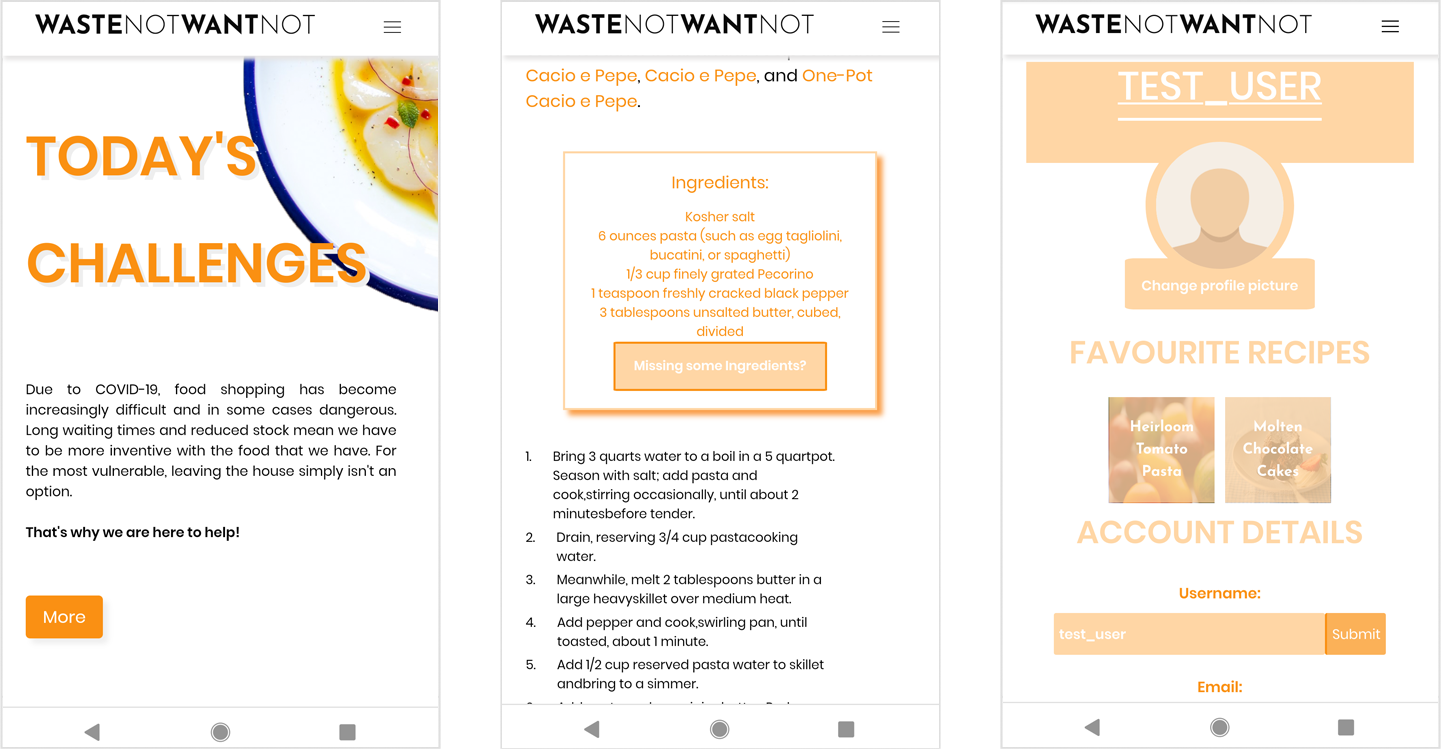 WASTENOTWANTNOT
TODAY'S
CHALLENGES
Due to COVID-19, food shopping has become
increasingly difficult and in some cases dangerous.
Long waiting times and reduced stock mean we have
to be more inventive with the food that we have. For
the most vulnerable, leaving the house simply isn't an
option.
That's why we are here to help!
More
WASTENOTWANTNOT
Cacio e Pepe, Cacio e Pepe, and One-Pot
Cacio e Pepe.
Ingredients:
Kosher salt
6 ounces pasta (such as egg tagliolini,
bucatini, or spaghetti)
1/3 cup finely grated Pecorino
1 teaspoon freshly cracked black pepper
3 tablespoons unsalted butter, cubed,
divided
Missing some Ingredients?
1. Bring 3 quarts water to a boil in a 5 quartpot.
Season with salt; add pasta and
cook,stirring occasionally, until about 2
minutesbefore tender.
2. Drain, reserving 3/4 cup pastacooking
water.
3. Meanwhile, melt 2 tablespoons butter in a
large heavyskillet over medium heat.
4. Add pepper and cook,swirling pan, until
toasted, about 1 minute.
5. Add 1/2 cup reserved pasta water to skillet
andbring to a simmer.
WASTENOTWANTNOT
TEST_USER
Change profile picture
FAVOURITE RECIPES
Heirloom
Tomato
Pasta
Molten
Chocolate
Cakes
ACCOUNT DETAILS
Username:
test_user
Submit
Email: